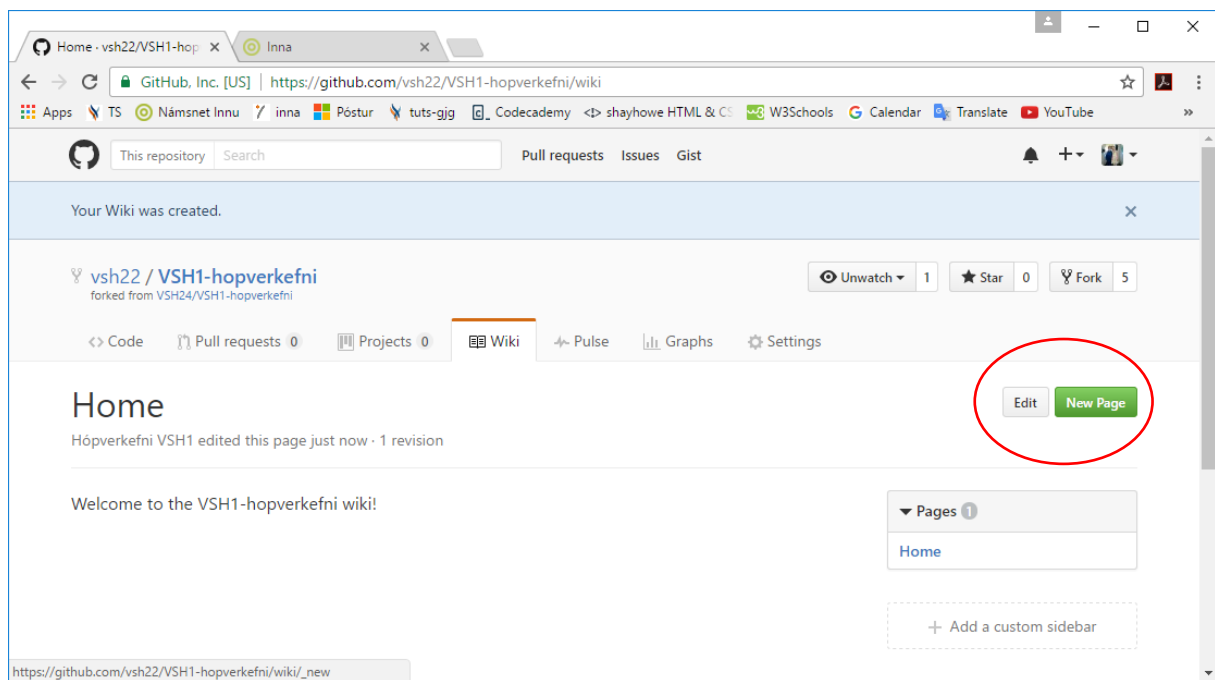 Home · vsh22/VSH1-hop
Inna
GitHub, Inc. [US] | https://github.com/vsh22/VSH1-hopverkefni/wiki
Apps TS Námsnet Innu inna Póstur tuts-gjg Codecademy shayhowe HTML & CS W3Schools Calendar Translate YouTube »
This repository Search Pull requests Issues Gist
Your Wiki was created.
vsh22 / VSH1-hopverkefni
Unwatch 1 Star 0 Fork 5
forked from VSH24/VSH1-hopverkefni
Code Pull requests 0 Projects 0 Wiki Pulse Graphs Settings
Home
Edit New Page
Hópverkefni VSH1 edited this page just now · 1 revision
Welcome to the VSH1-hopverkefni wiki!
Pages 1
Home
+ Add a custom sidebar
https://github.com/vsh22/VSH1-hopverkefni/wiki/_new